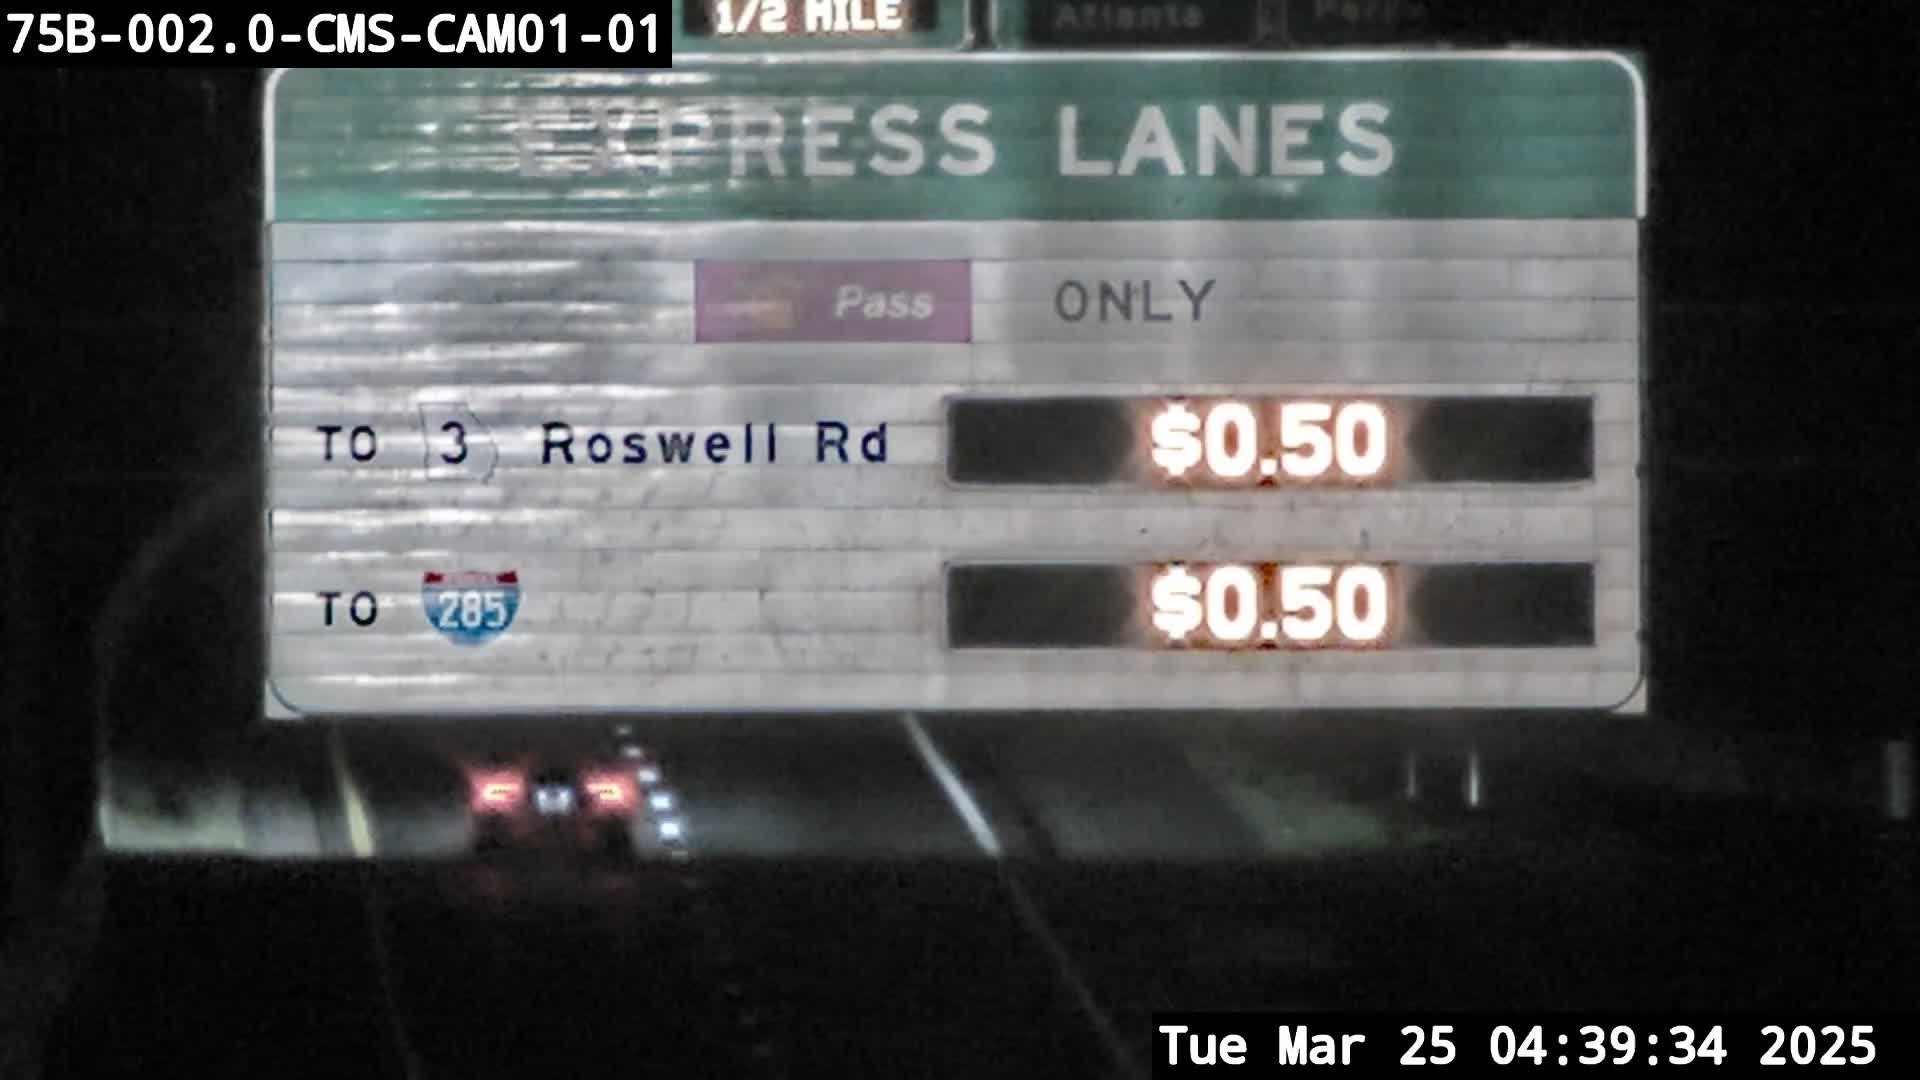 75B-002.0-CMS-CAM01-01
1/2 MILE
Atlanta
EXPRESS LANES
Pass ONLY
TO 3 Roswell Rd $0.50
TO 285 $0.50
Tue Mar 25 04:39:34 2025